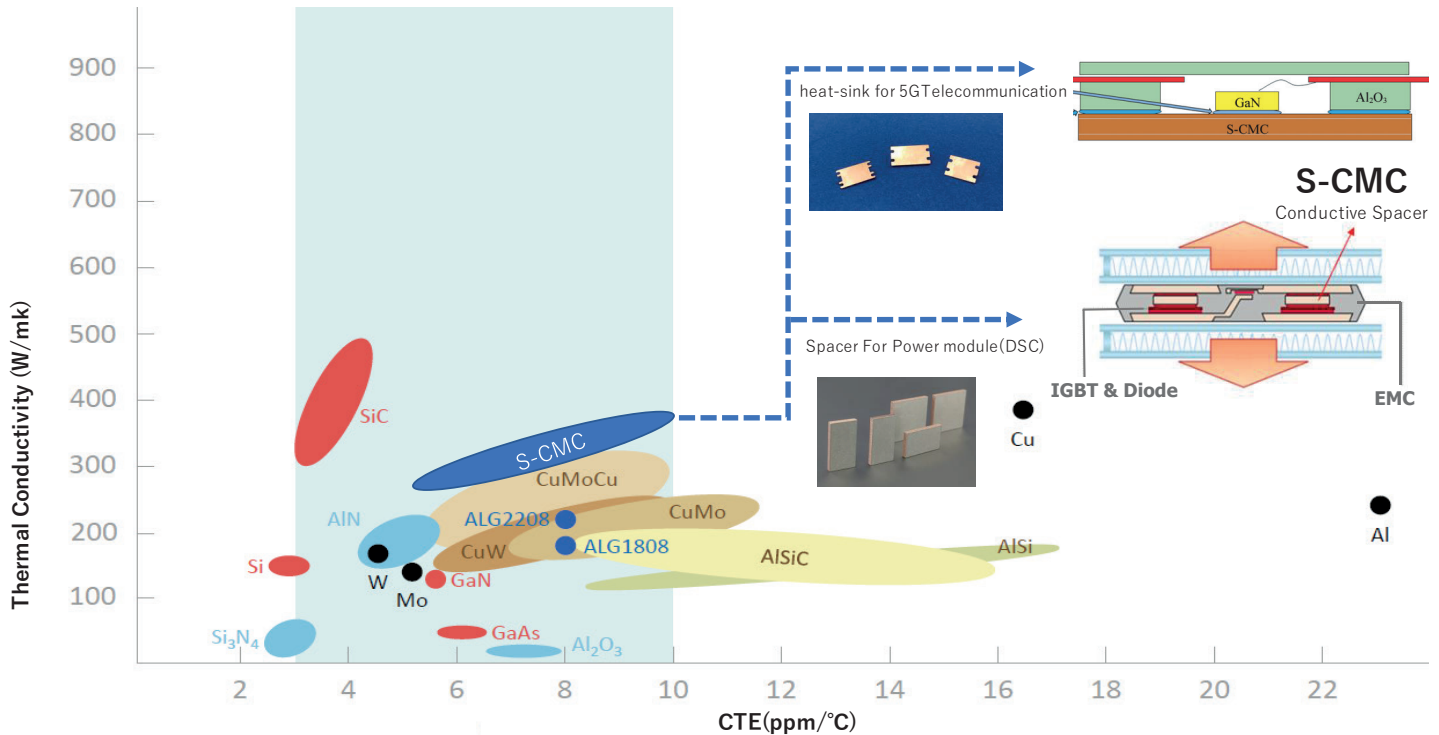 Thermal Conductivity (W/mk)
900
800
700
600
500
400
300
200
100
2
4
6
8
10
12
14
16
18
20
22
CTE(ppm/°C)
SiC
S-CMC
CuMoCu
AlN
ALG2208
CuMo
CuW
ALG1808
AlSiC
AlSi
Si
W
Mo
GaN
Si₃N₄
GaAs
Al₂O₃
Cu
Al
heat-sink for 5GTelecommunication
GaN
Al₂O₃
S-CMC
S-CMC
Conductive Spacer
Spacer For Power module(DSC)
IGBT & Diode
EMC